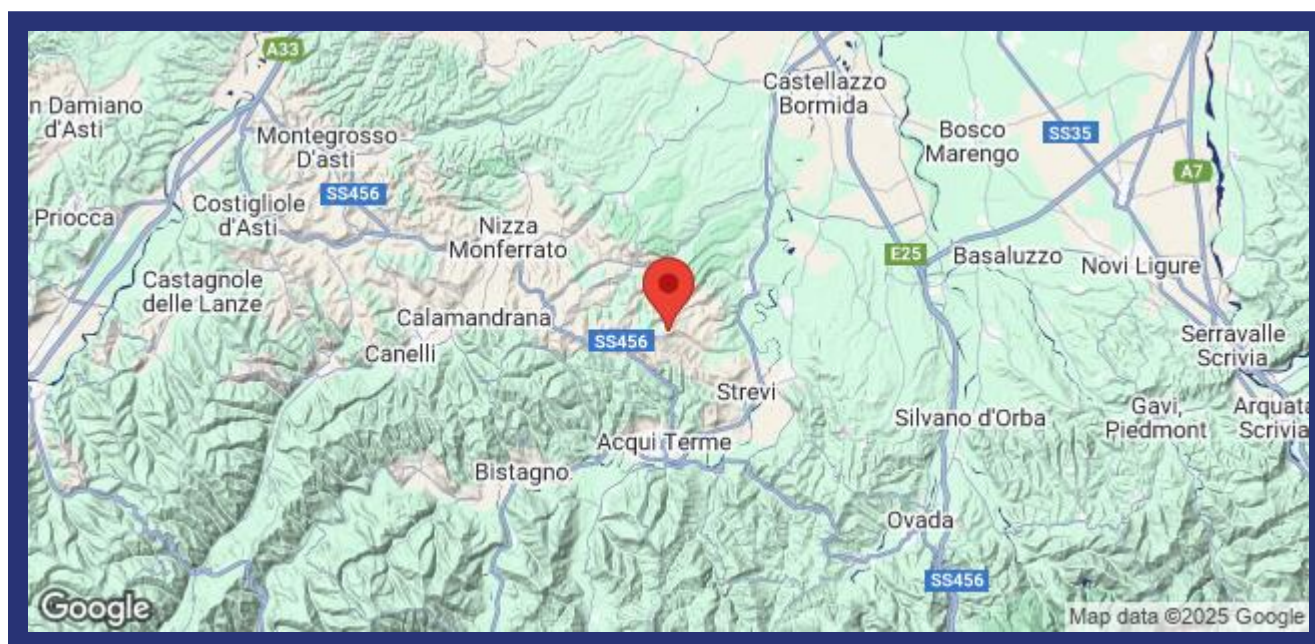 A33
n Damiano
d'Asti
Montegrosso
D'asti
SS456
Priocca
Costigliole
d'Asti
Nizza
Monferrato
Castagnole
delle Lanze
Calamandrana
Canelli
SS456
Castellazzo
Bormida
Bosco
Marengo
SS35
A7
E25
Basaluzzo
Novi Ligure
Serravalle
Scrivia
Strevi
Silvano d'Orba
Gavi,
Piedmont
Arquata
Scrivia
Acqui Terme
Bistagno
Ovada
SS456
Google
Map data ©2025 Google